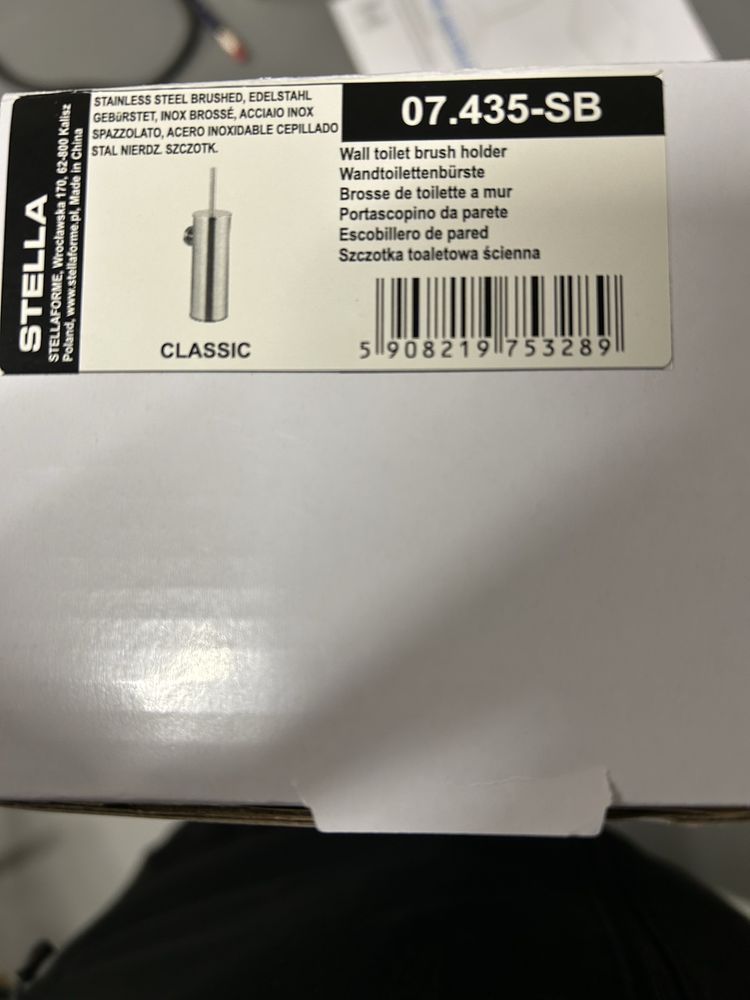 STELLA
STELLAFORME, Wrocławska 170, 62-800 Kalisz
Poland, www.stellaforme.pl, Made in China
STAINLESS STEEL BRUSHED, EDELSTAHL
GEBüRSTET, INOX BROSSÉ, ACCIAIO INOX
SPAZZOLATO, ACERO INOXIDABLE CEPILLADO
STAL NIERDZ. SZCZOTK.
CLASSIC
07.435-SB
Wall toilet brush holder
Wandtoilettenbürste
Brosse de toilette a mur
Portascopino da parete
Escobillero de pared
Szczotka toaletowa ścienna
5 908219 753289